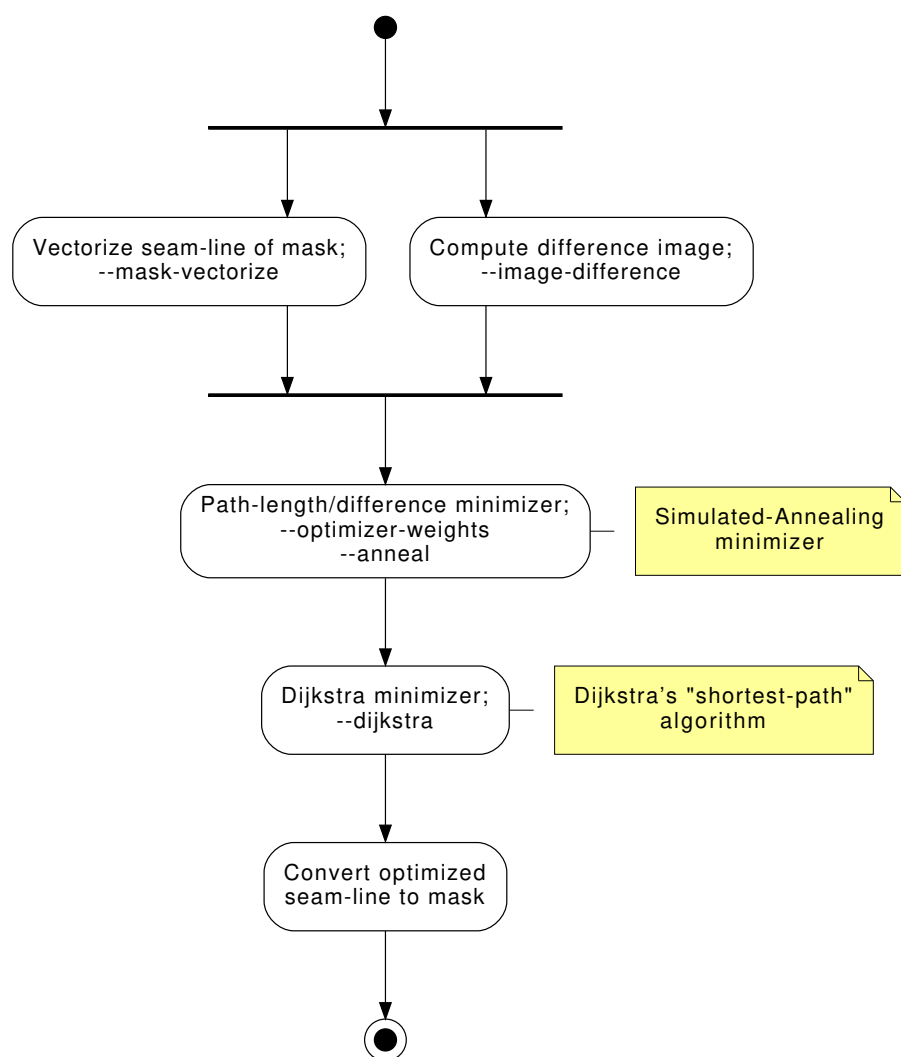 Vectorize seam-line of mask;
--mask-vectorize
Compute difference image;
--image-difference
Path-length/difference minimizer;
--optimizer-weights
--anneal
Simulated-Annealing
minimizer
Dijkstra minimizer;
--dijkstra
Dijkstra's "shortest-path"
algorithm
Convert optimized
seam-line to mask